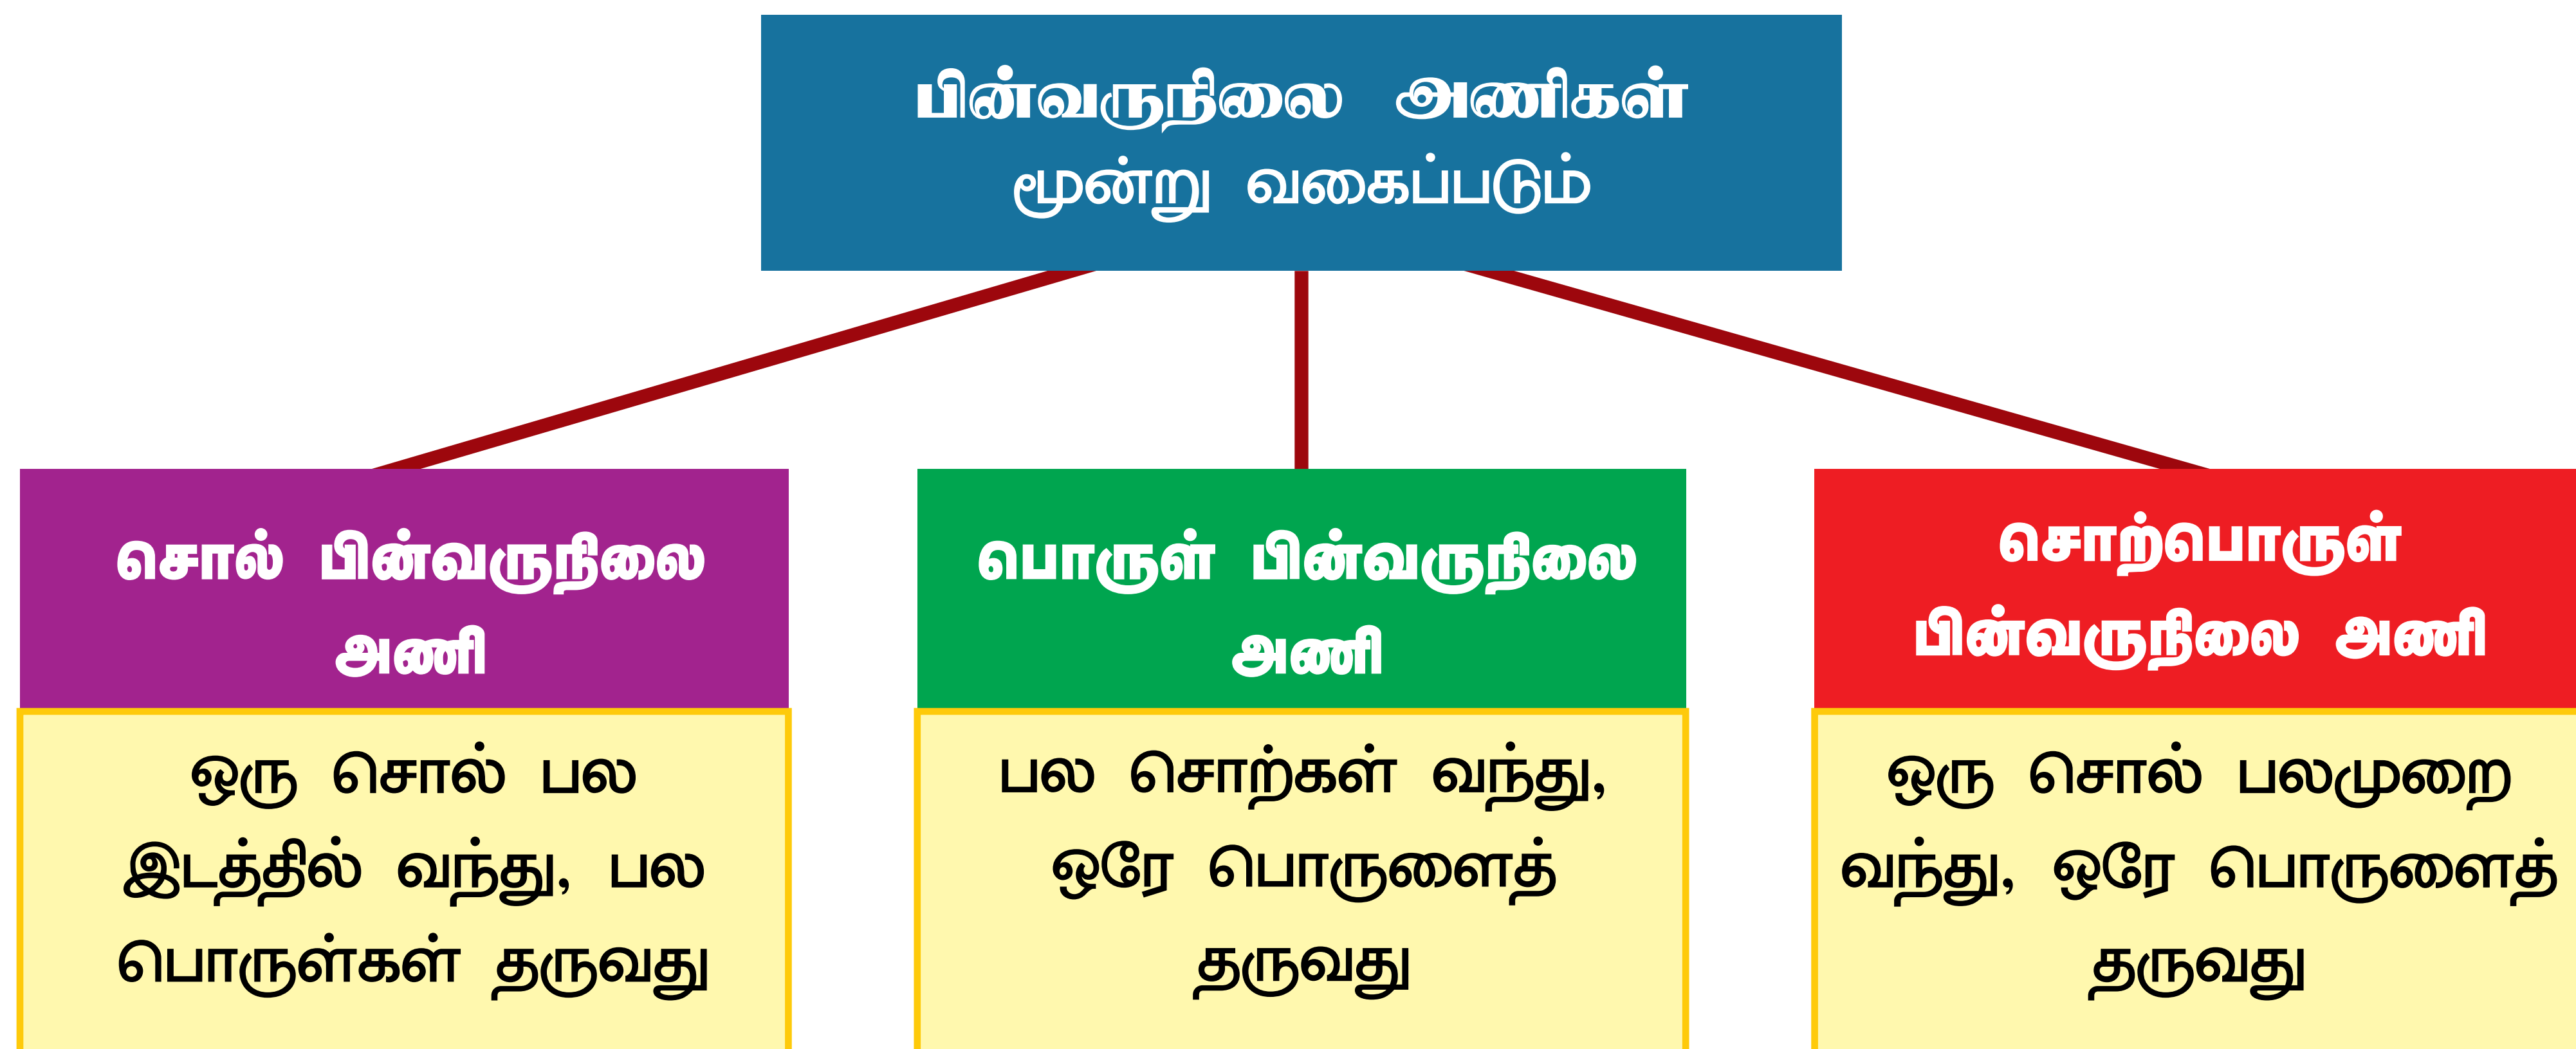 பின்வருநிலை அணிகள்
மூன்று வகைப்படும்
சொல் பின்வருநிலை
அணி
ஒரு சொல் பல
இடத்தில் வந்து, பல
பொருள்கள் தருவது
பொருள் பின்வருநிலை
அணி
பல சொற்கள் வந்து,
ஒரே பொருளைத்
தருவது
சொற்பொருள்
பின்வருநிலை அணி
ஒரு சொல் பலமுறை
வந்து, ஒரே பொருளைத்
தருவது